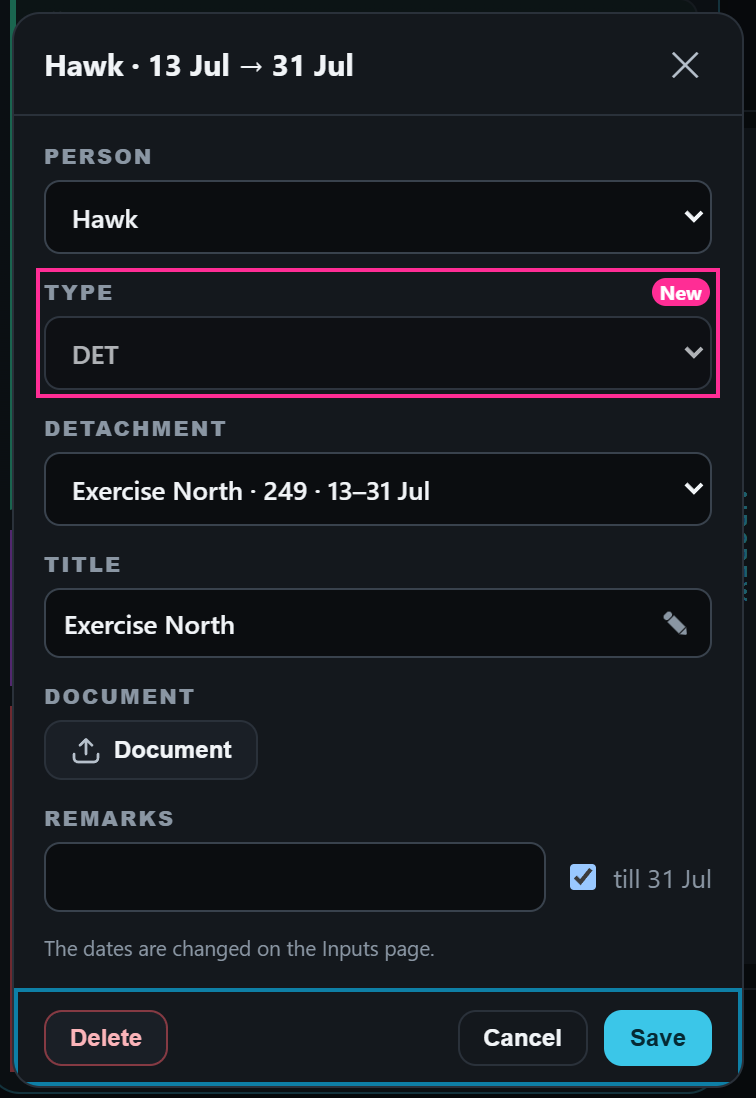 Hawk · 13 Jul → 31 Jul
PERSON
Hawk
TYPE
New
DET
DETACHMENT
Exercise North · 249 · 13–31 Jul
TITLE
Exercise North
DOCUMENT
Document
REMARKS
till 31 Jul
The dates are changed on the Inputs page.
Delete
Cancel
Save